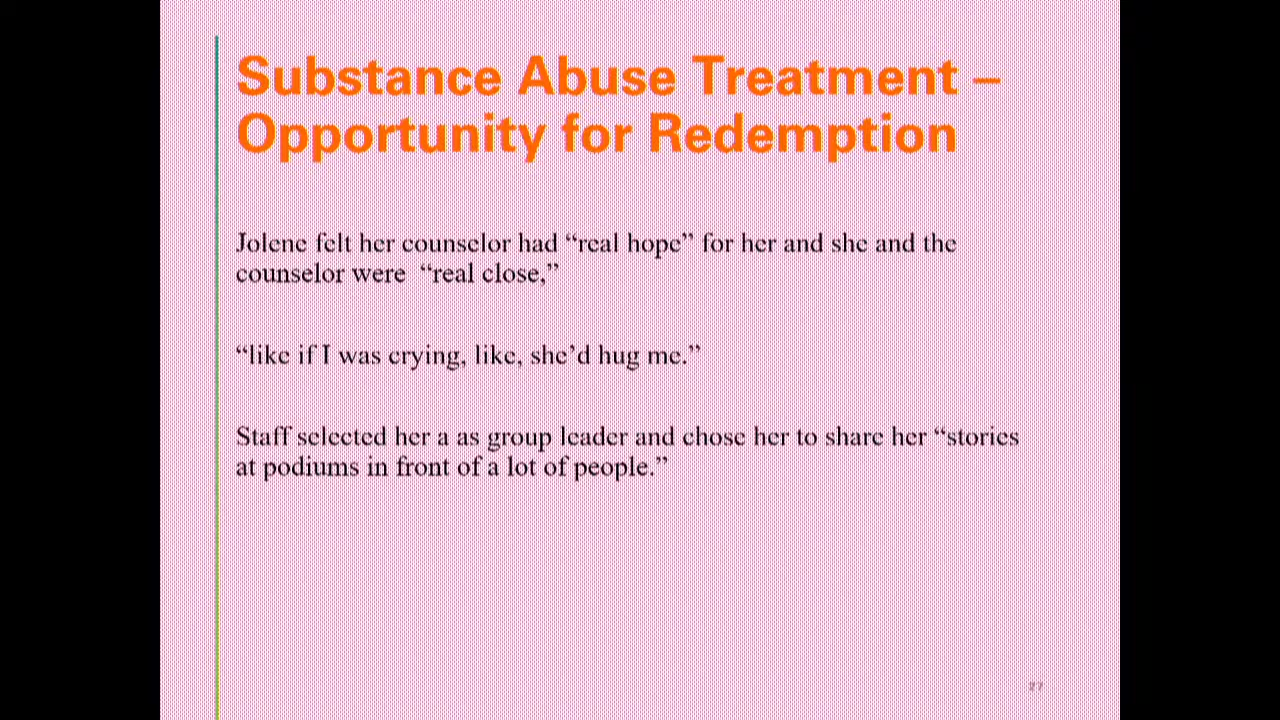 Substance Abuse Treatment –
Opportunity for Redemption
Jolene felt her counselor had “real hope” for her and she and the
counselor were “real close,”
“like if I was crying, like, she’d hug me.”
Staff selected her a as group leader and chose her to share her “stories
at podiums in front of a lot of people.”
27